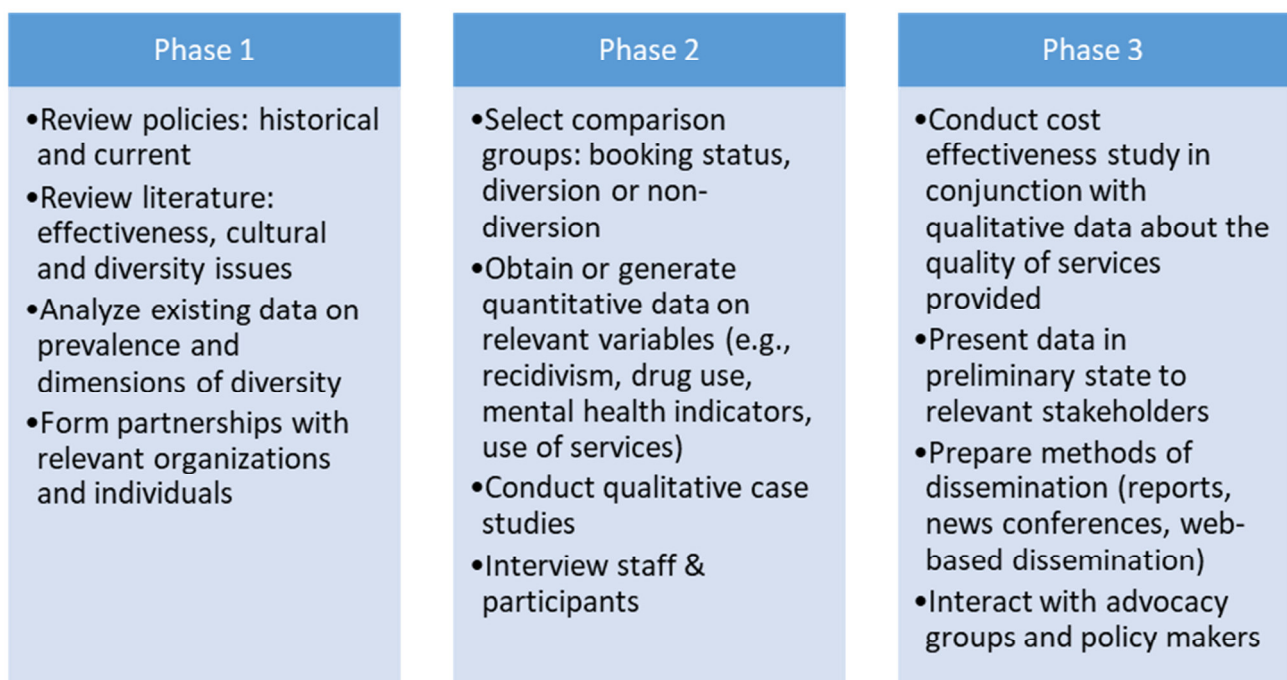 Phase 1
•Review policies: historical
and current
•Review literature:
effectiveness, cultural
and diversity issues
•Analyze existing data on
prevalence and
dimensions of diversity
•Form partnerships with
relevant organizations
and individuals
Phase 2
•Select comparison
groups: booking status,
diversion or non-
diversion
•Obtain or generate
quantitative data on
relevant variables (e.g.,
recidivism, drug use,
mental health indicators,
use of services)
•Conduct qualitative case
studies
•Interview staff &
participants
Phase 3
•Conduct cost
effectiveness study in
conjunction with
qualitative data about the
quality of services
provided
•Present data in
preliminary state to
relevant stakeholders
•Prepare methods of
dissemination (reports,
news conferences, web-
based dissemination)
•Interact with advocacy
groups and policy makers